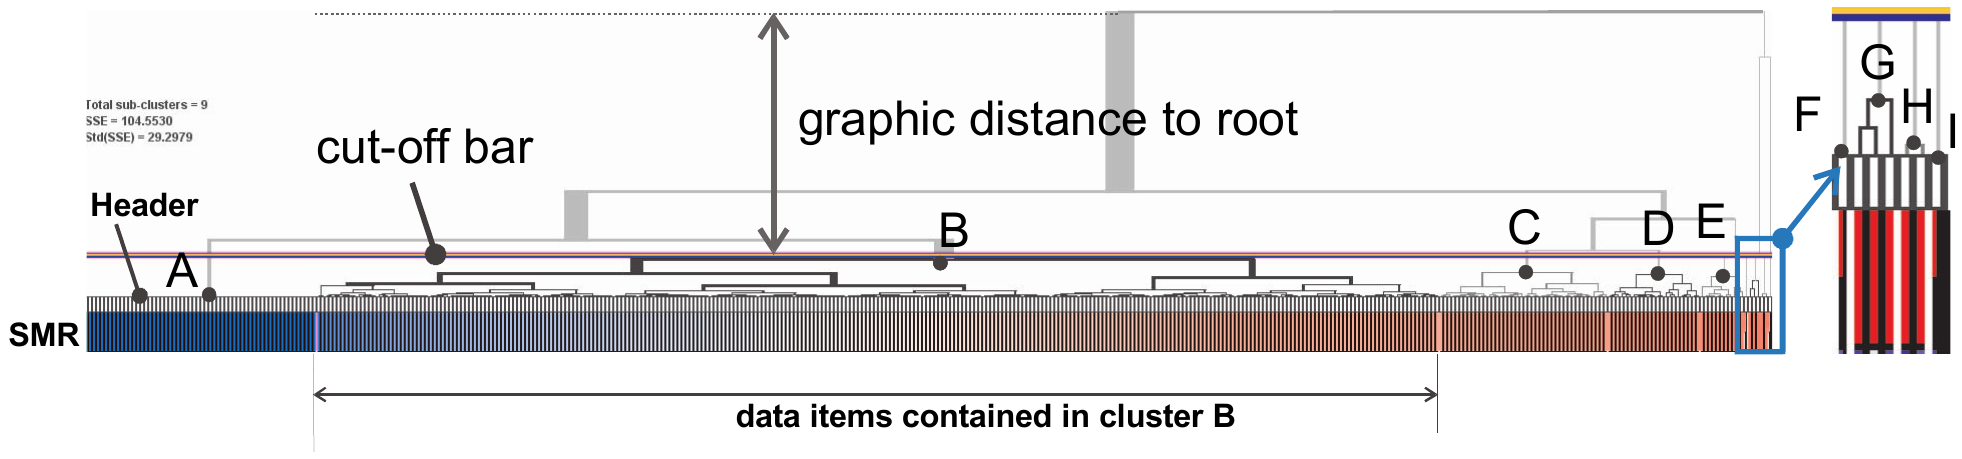 Total sub-clusters = 9
SSE = 104.5530
Std(SSE) = 29.2979
cut-off bar
graphic distance to root
Header
A
B
C
D
E
F
G
H
I
SMR
data items contained in cluster B